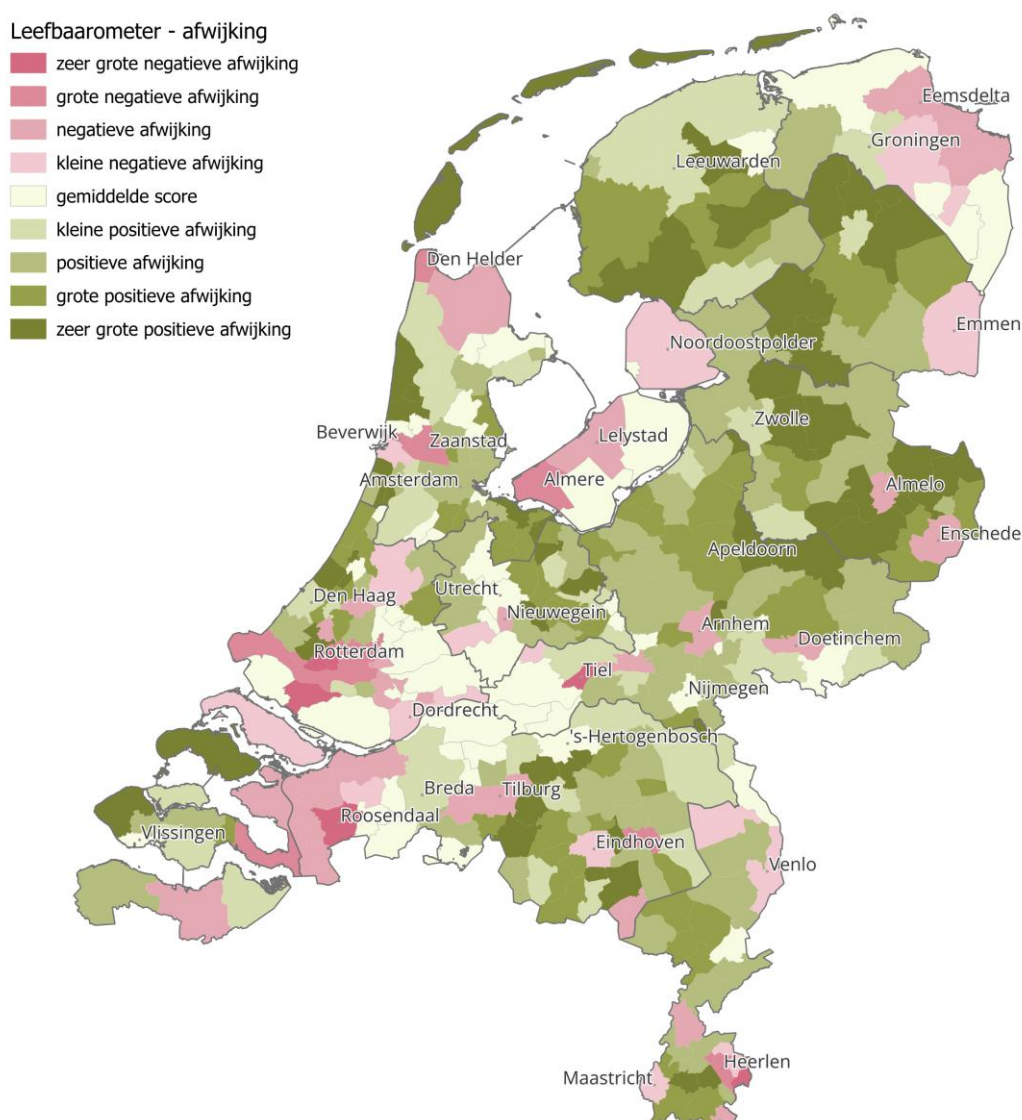 Leefbaarometer - afwijking
zeer grote negatieve afwijking
grote negatieve afwijking
negatieve afwijking
kleine negatieve afwijking
gemiddelde score
kleine positieve afwijking
positieve afwijking
grote positieve afwijking
zeer grote positieve afwijking
Eemsdelta
Groningen
Leeuwarden
Den Helder
Emmen
Noordoostpolder
Zwolle
Beverwijk
Zaanstad
Lelystad
Amsterdam
Almere
Almelo
Enschede
Apeldoorn
Utrecht
Den Haag
Nieuwegein
Arnhem
Doetinchem
Rotterdam
Tiel
Nijmegen
Dordrecht
's-Hertogenbosch
Breda
Tilburg
Roosendaal
Vlissingen
Eindhoven
Venlo
Heerlen
Maastricht